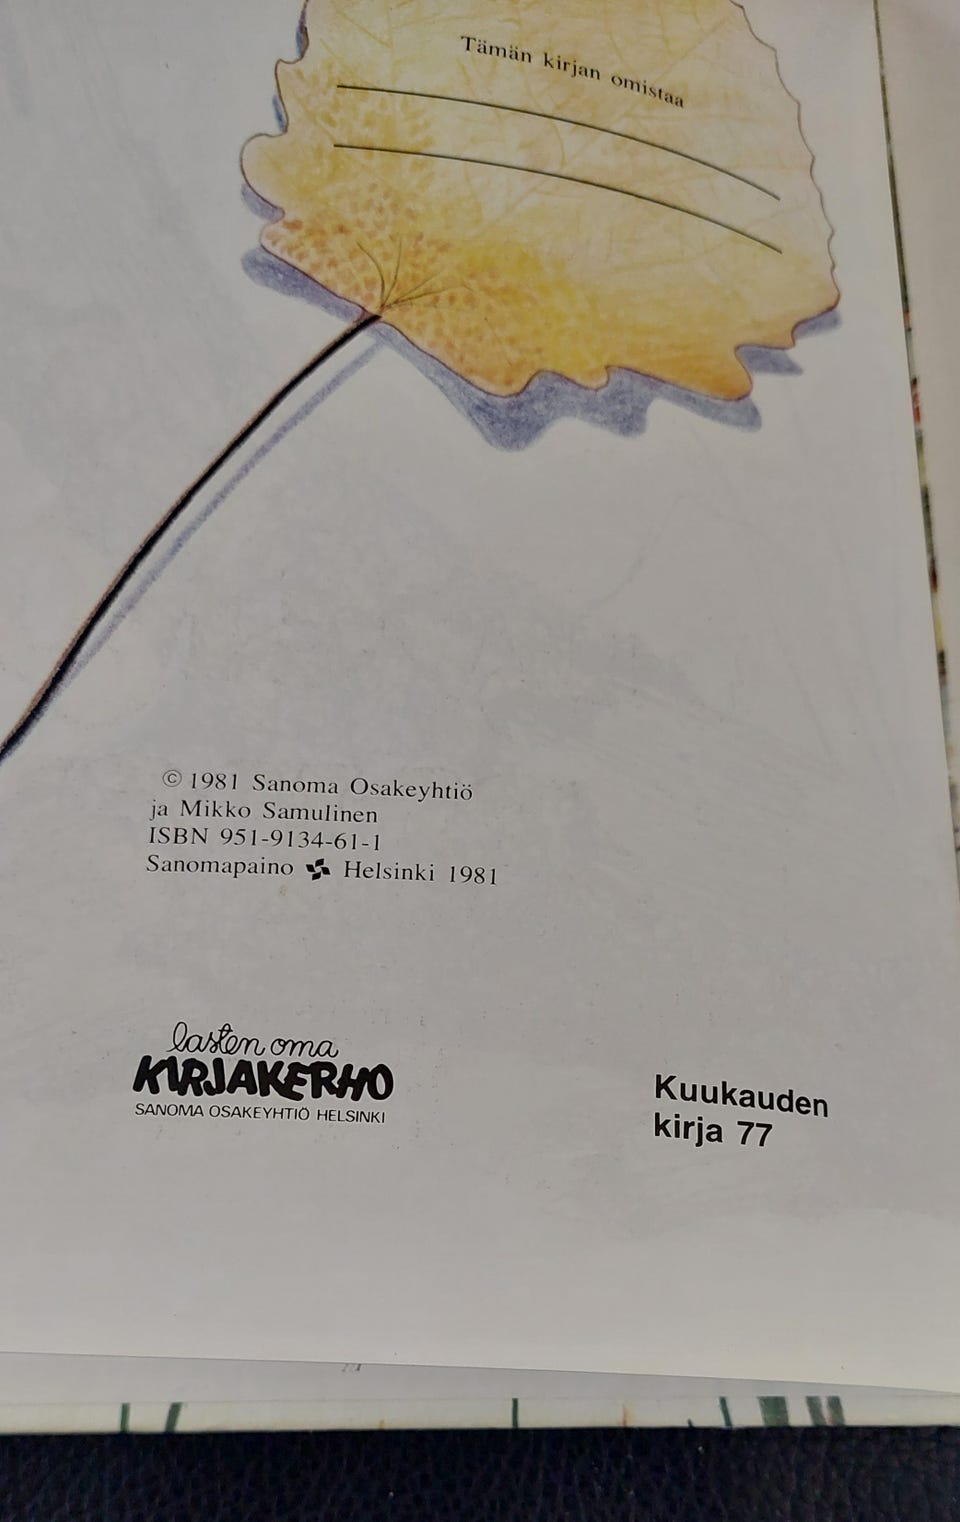 Tämän kirjan omistaa
© 1981 Sanoma Osakeyhtiö
ja Mikko Samulinen
ISBN 951-9134-61-1
Sanomapaino Helsinki 1981
lasten oma
KIRJAKERHO
SANOMA OSAKEYHTIÖ HELSINKI
Kuukauden
kirja 77